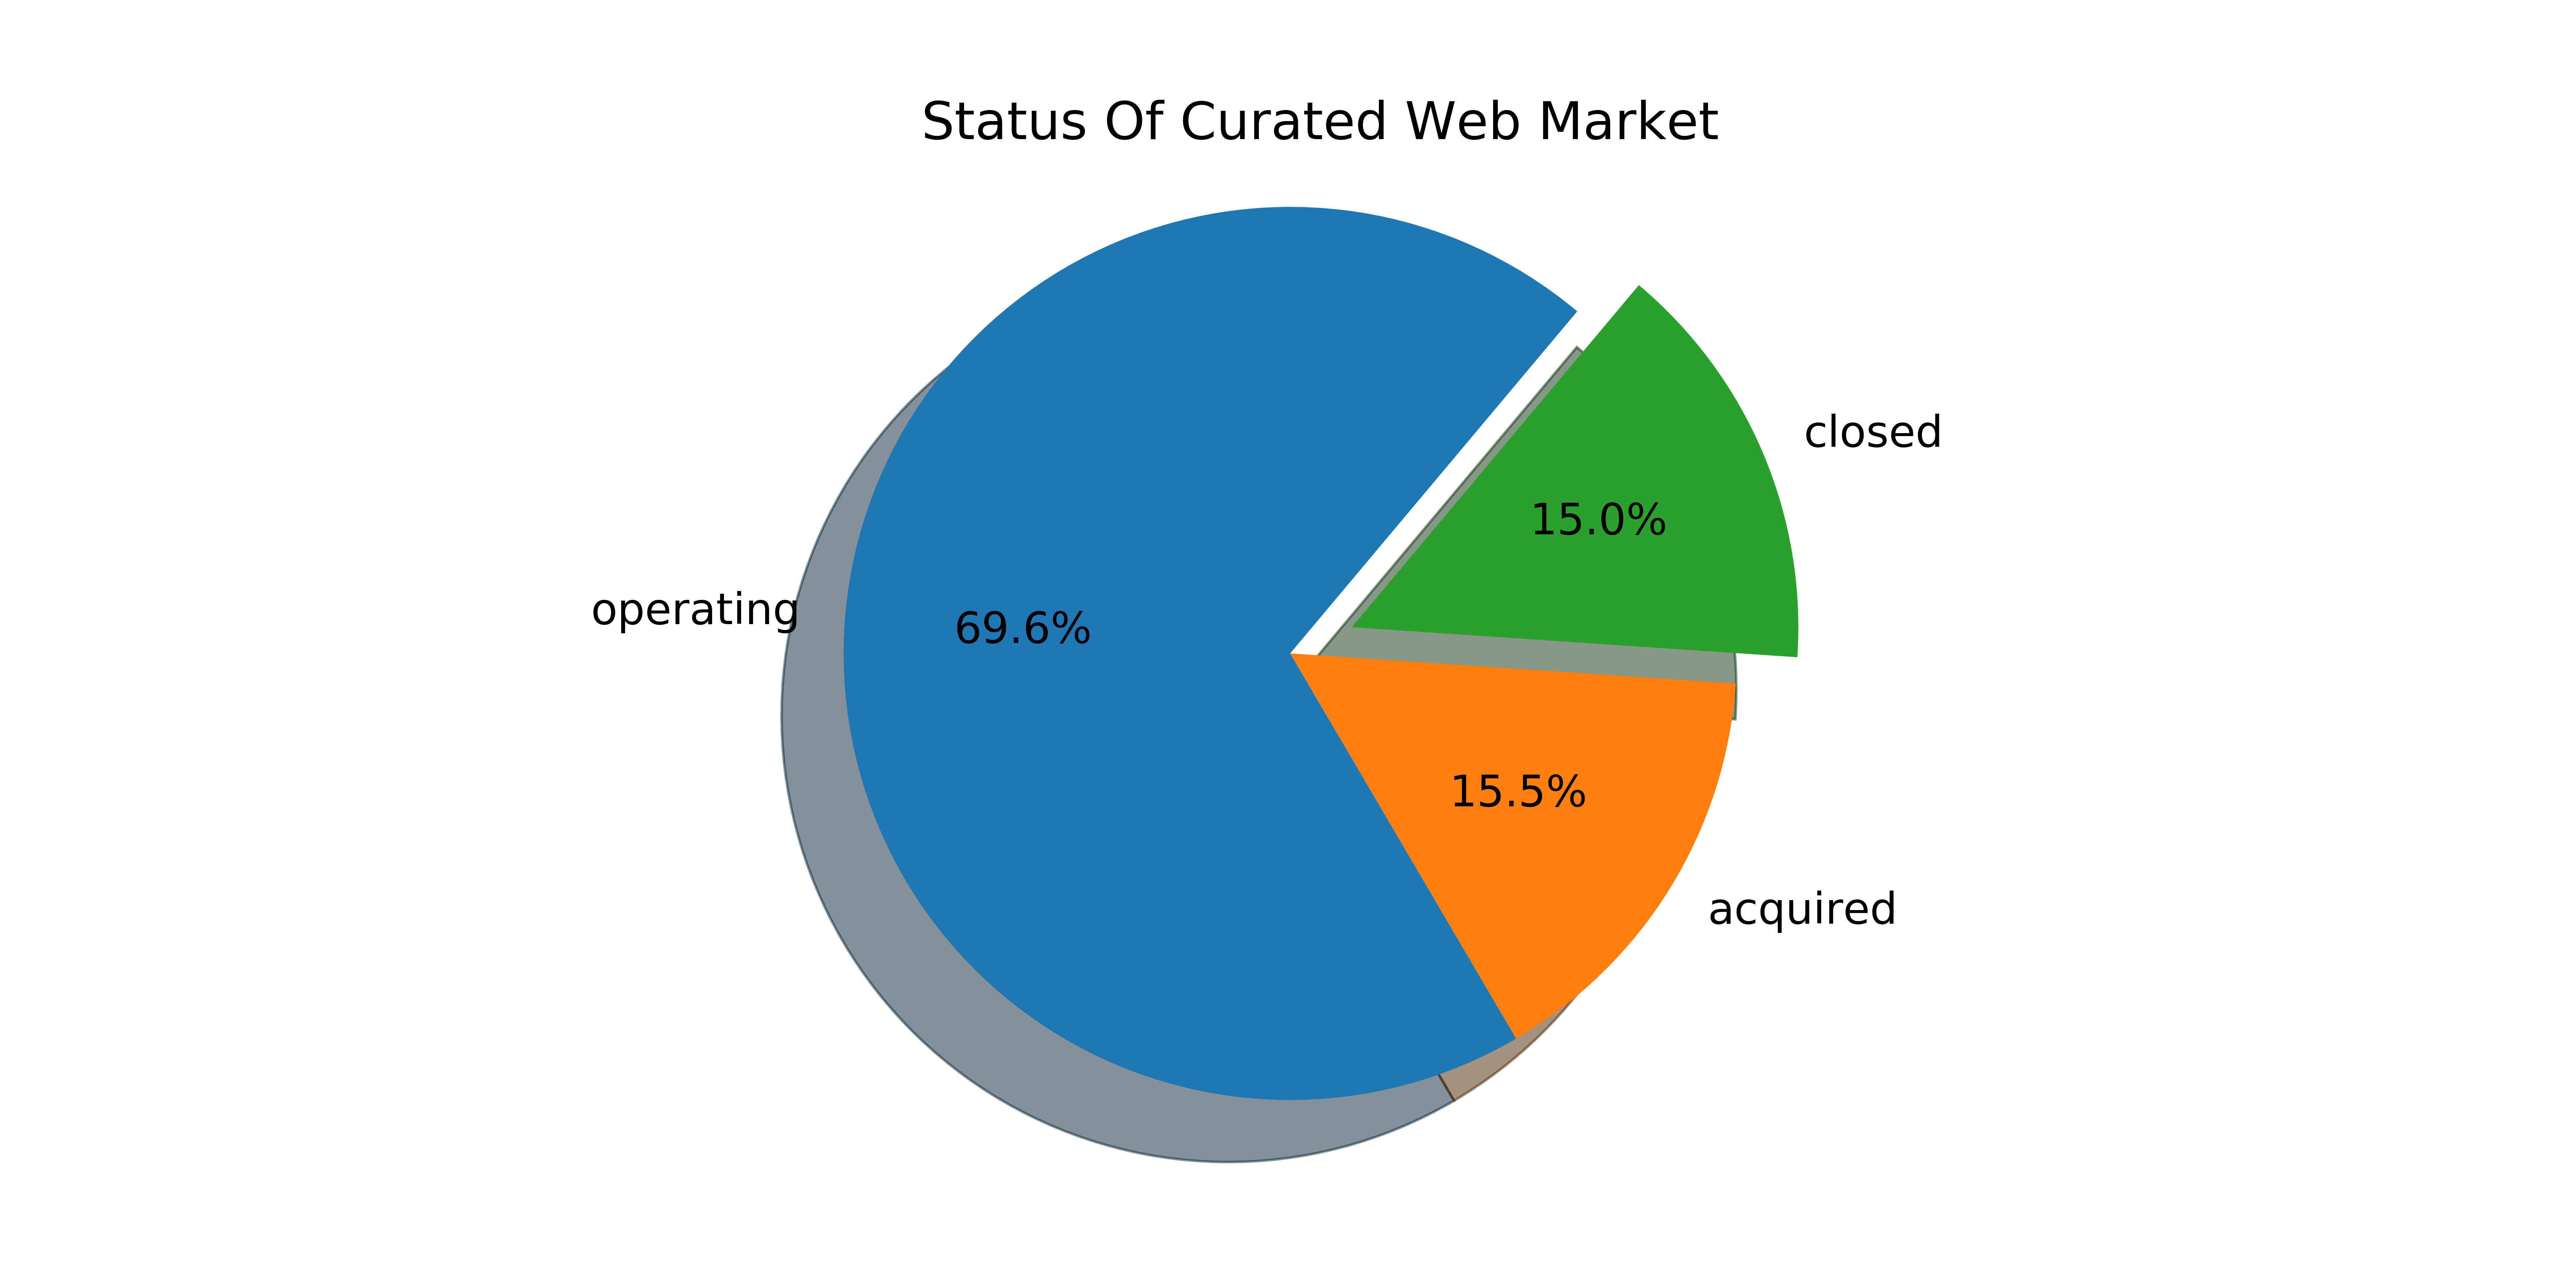 Status Of Curated Web Market
closed
15.0%
operating
69.6%
15.5%
acquired